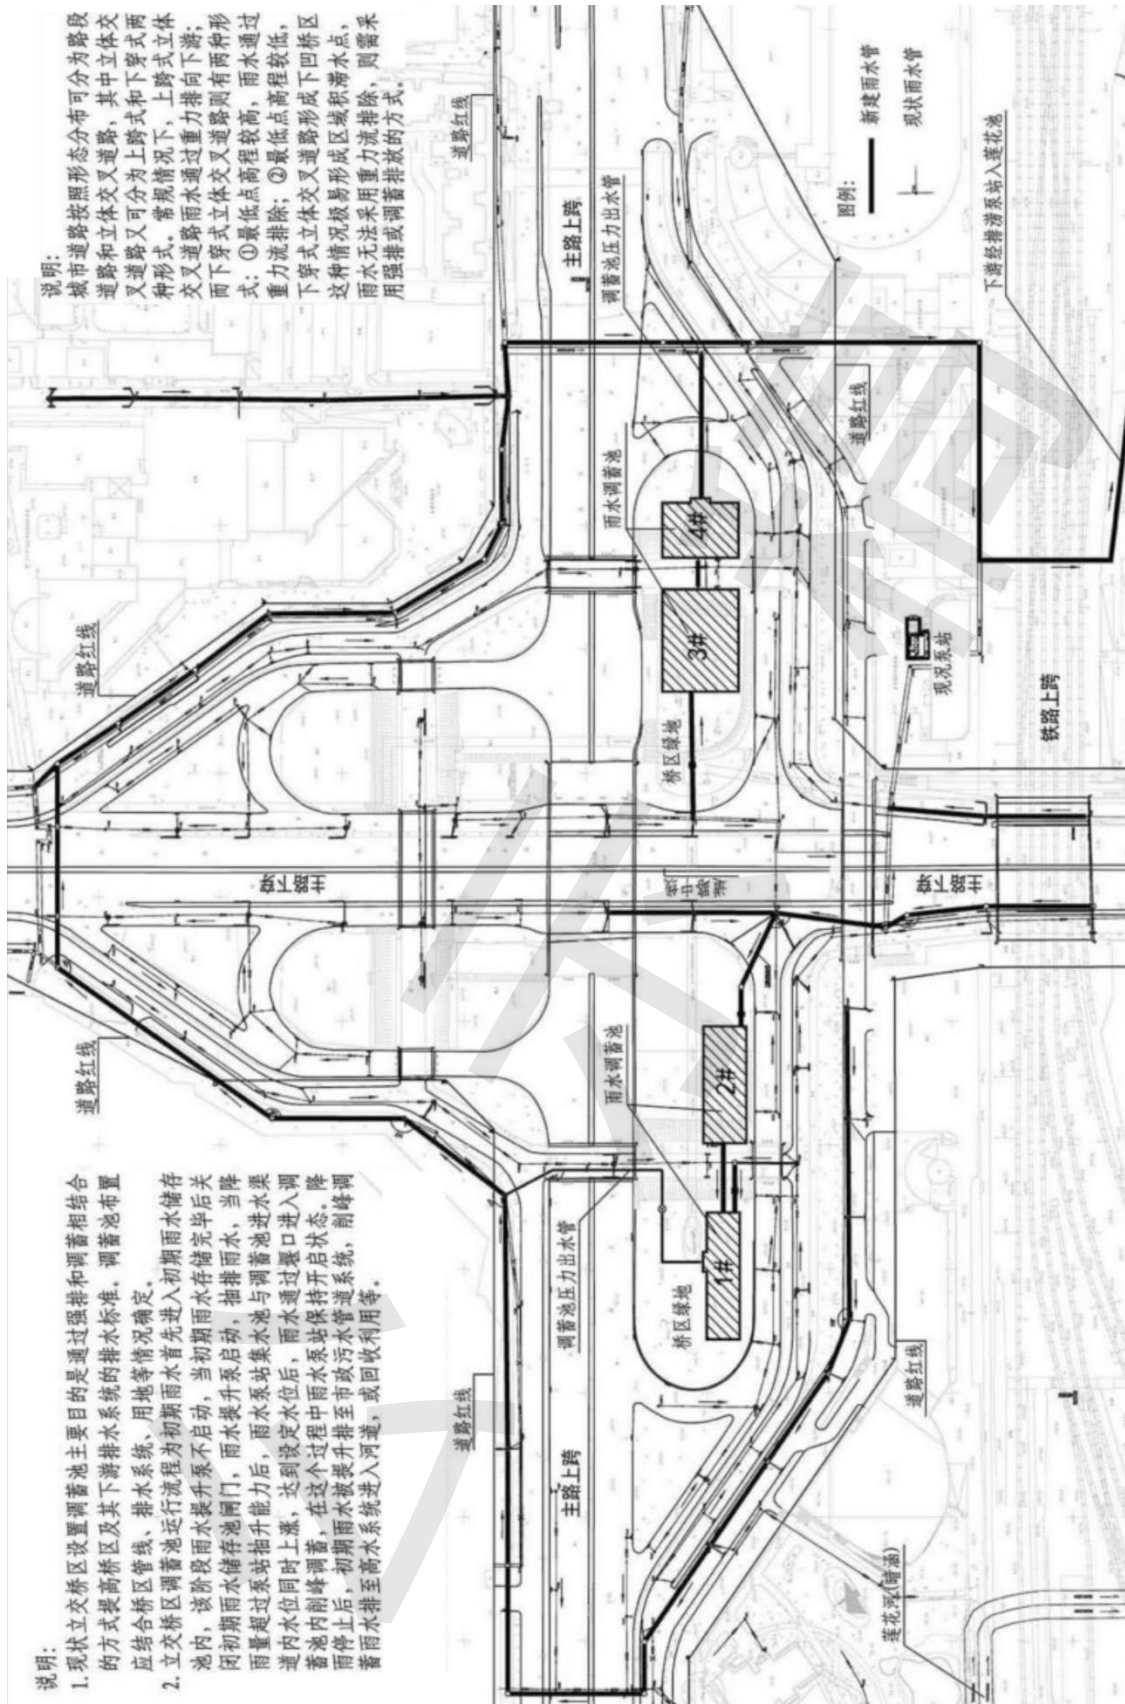 说明:
1. 现状立交桥区设置调蓄池主要目的是通过强排和调蓄相结合
的方式提高桥区及其下游排水系统的排水标准。调蓄池布置
应结合桥区管线、排水系统、用地等情况确定。
2. 立交桥区调蓄池运行流程为初期雨水首先进入初期雨水储存
池内，该阶段雨水提升泵不启动，当初期雨水存储完毕后关
闭初期雨水储存池闸门，雨水提升泵启动，抽排雨水，当降
雨量超过泵站抽升能力后，雨水泵站集水池与调蓄池进水渠
道内水位同时上涨，达到设定水位后，雨水通过堰口进入调
蓄池内削峰调蓄，在这个过程中雨水泵站保持开启状态。降
雨停止后，初期雨水被提升排至市政污水管道系统，削峰调
蓄雨水排至高水系统进入河道，或回收利用等。
说明:
城市道路按照形态分布可分为路段
道路和立体交叉道路，其中立体交
叉道路又可分为上跨式和下穿式两
种形式。常规情况下，上跨式立体
交叉道路雨水通过重力排向下游；
而下穿式立体交叉道路则有两种形
式：①最低点高程较高，雨水通过
重力流排除；②最低点高程较低，
下穿式立体交叉道路形成下凹桥区
这种情况极易形成区域积滞水点，
雨水无法采用重力流排除，则需采
用强排或调蓄排放的方式。
道路红线
道路红线
道路红线
道路红线
主路下穿
主路上跨
主路上跨
调蓄池压力出水管
雨水调蓄池
雨水调蓄池
调蓄池压力出水管
桥区绿地
桥区绿地
1#
2#
3#
4#
道路红线
道路红线
主路下穿
现况泵站
铁路上跨
莲花河(暗涵)
下游经排涝泵站入莲花池
图例:
新建雨水管
现状雨水管